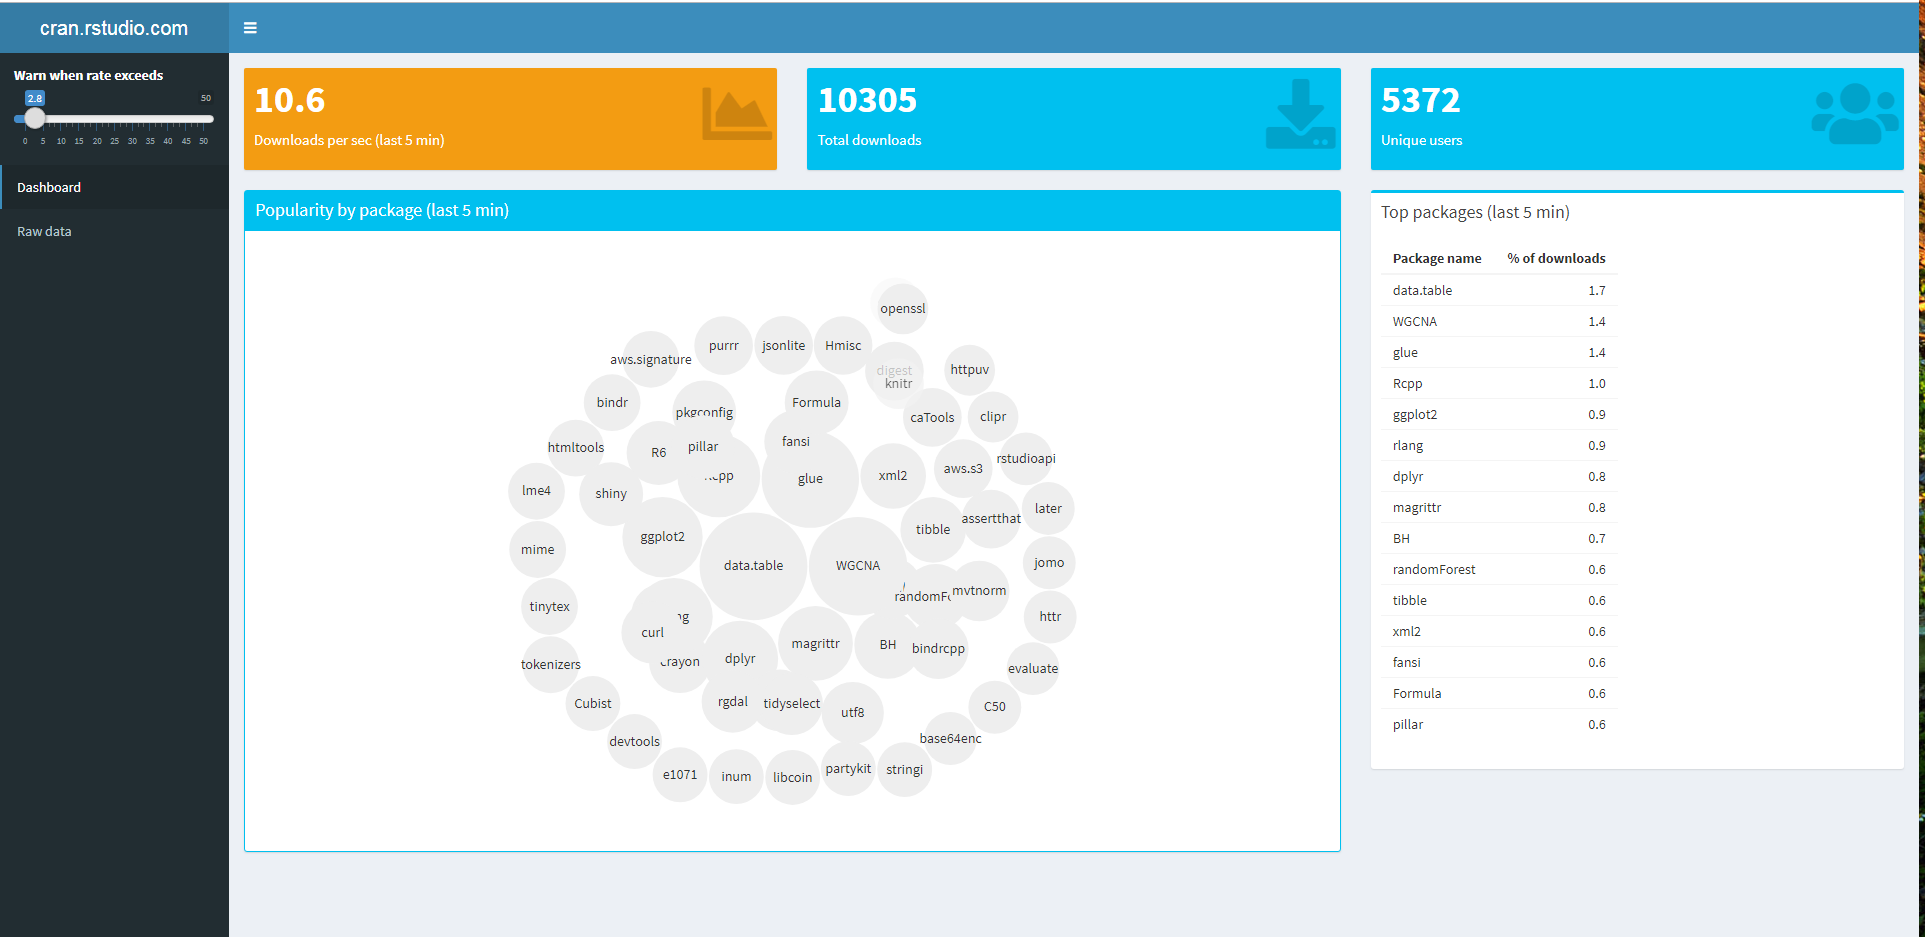 cran.rstudio.com
Warn when rate exceeds
2.8
50
0 5 10 15 20 25 30 35 40 45 50
Dashboard
Raw data
10.6
Downloads per sec (last 5 min)
10305
Total downloads
5372
Unique users
Popularity by package (last 5 min)
openssl
purrr
jsonlite
Hmisc
aws.signature
digest
httpuv
knitr
bindr
Formula
pkgconfig
caTools
clipr
fansi
htmltools
pillar
R6
rstudioapi
aws.s3
xml2
glue
lme4
shiny
later
assertthat
tibble
ggplot2
mime
jomo
data.table
WGCNA
mvtnorm
randomFo
tinytex
httr
curl
magrittr
BH
bindrcpp
dplyr
crayon
tokenizers
evaluate
rgdal
tidyselect
Cubist
C50
utf8
base64enc
devtools
partykit
stringi
e1071
inum
libcoin
Top packages (last 5 min)
Package name % of downloads
data.table 1.7
WGCNA 1.4
glue 1.4
Rcpp 1.0
ggplot2 0.9
rlang 0.9
dplyr 0.8
magrittr 0.8
BH 0.7
randomForest 0.6
tibble 0.6
xml2 0.6
fansi 0.6
Formula 0.6
pillar 0.6